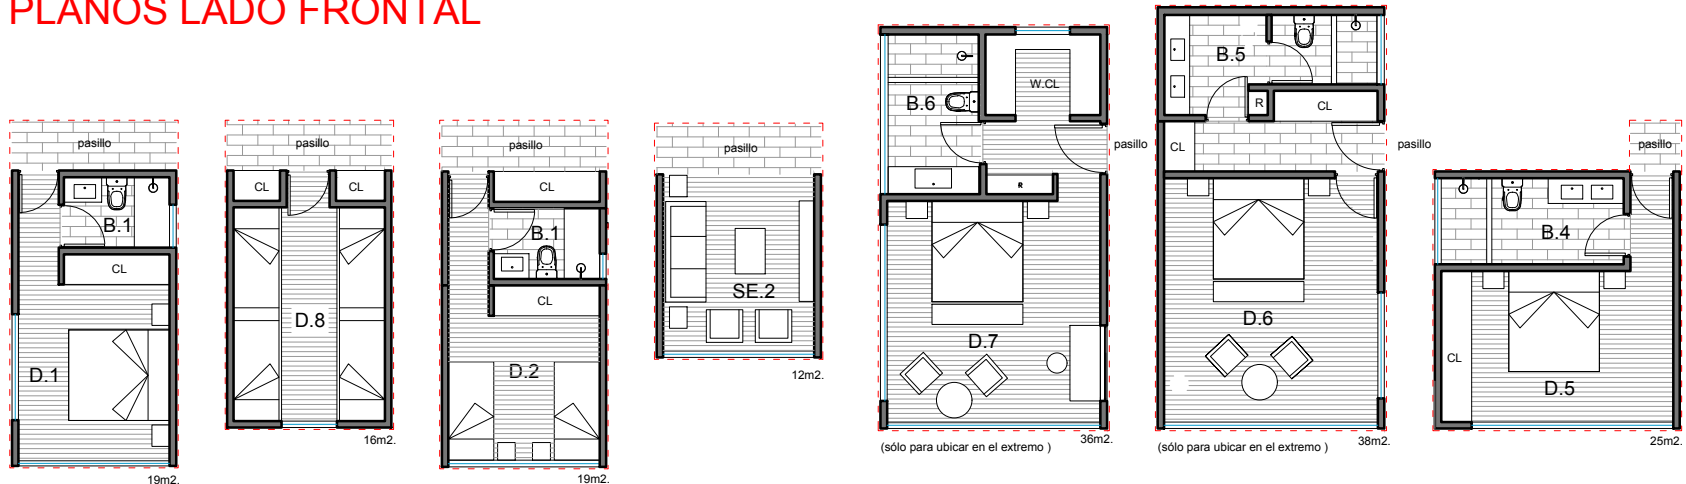 PLANOS LADO FRONTAL
pasillo
B.1
CL
D.1
19m2.
pasillo
CL
CL
D.8
16m2.
pasillo
CL
B.1
CL
D.2
19m2.
pasillo
SE.2
12m2.
W.CL
B.6
pasillo
R
D.7
(sólo para ubicar en el extremo )
36m2.
B.5
R
CL
CL
pasillo
D.6
(sólo para ubicar en el extremo )
38m2.
pasillo
B.4
CL
D.5
25m2.